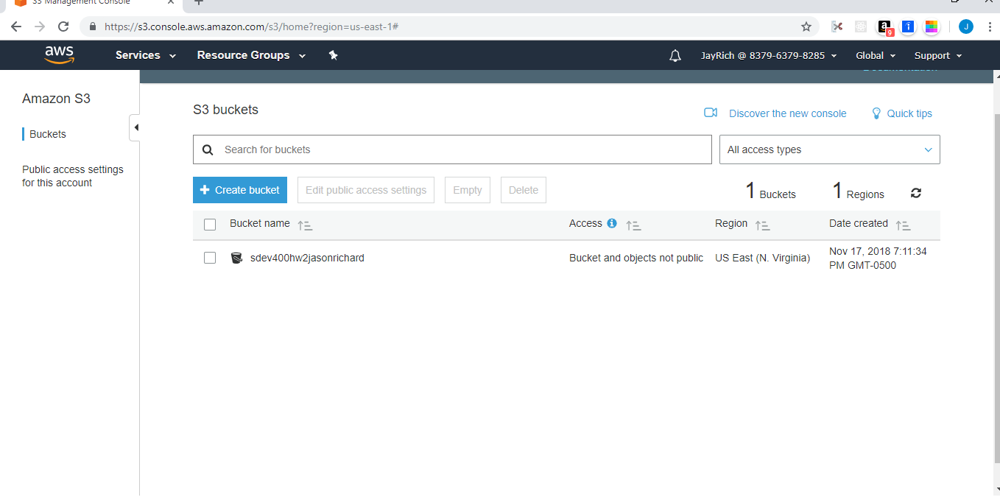 S3 Management Console
https://s3.console.aws.amazon.com/s3/home?region=us-east-1#
a
9
i
J
aws
Services
Resource Groups
JayRich @ 8379-6379-8285
Global
Support
Documentation
Amazon S3
Buckets
Public access settings
for this account
S3 buckets
Discover the new console
Quick tips
Search for buckets
All access types
+ Create bucket
Edit public access settings
Empty
Delete
1 Buckets
1 Regions
Bucket name
Access
Region
Date created
sdev400hw2jasonrichard
Bucket and objects not public
US East (N. Virginia)
Nov 17, 2018 7:11:34
PM GMT-0500